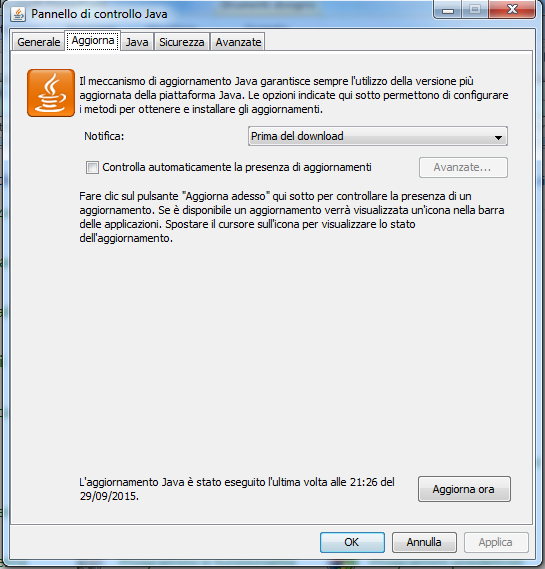 Pannello di controllo Java
Generale Aggiorna Java Sicurezza Avanzate
Il meccanismo di aggiornamento Java garantisce sempre l'utilizzo della versione più
aggiornata della piattaforma Java. Le opzioni indicate qui sotto permettono di configurare
i metodi per ottenere e installare gli aggiornamenti.
Notifica: Prima del download
Controlla automaticamente la presenza di aggiornamenti Avanzate...
Fare clic sul pulsante "Aggiorna adesso" qui sotto per controllare la presenza di un
aggiornamento. Se è disponibile un aggiornamento verrà visualizzata un'icona nella barra
delle applicazioni. Spostare il cursore sull'icona per visualizzare lo stato
dell'aggiornamento.
L'aggiornamento Java è stato eseguito l'ultima volta alle 21:26 del
29/09/2015.
Aggiorna ora
OK Annulla Applica